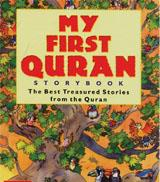 MY
FIRST
QURAN
STORYBOOK
The Best Treasured Stories
from the Quran